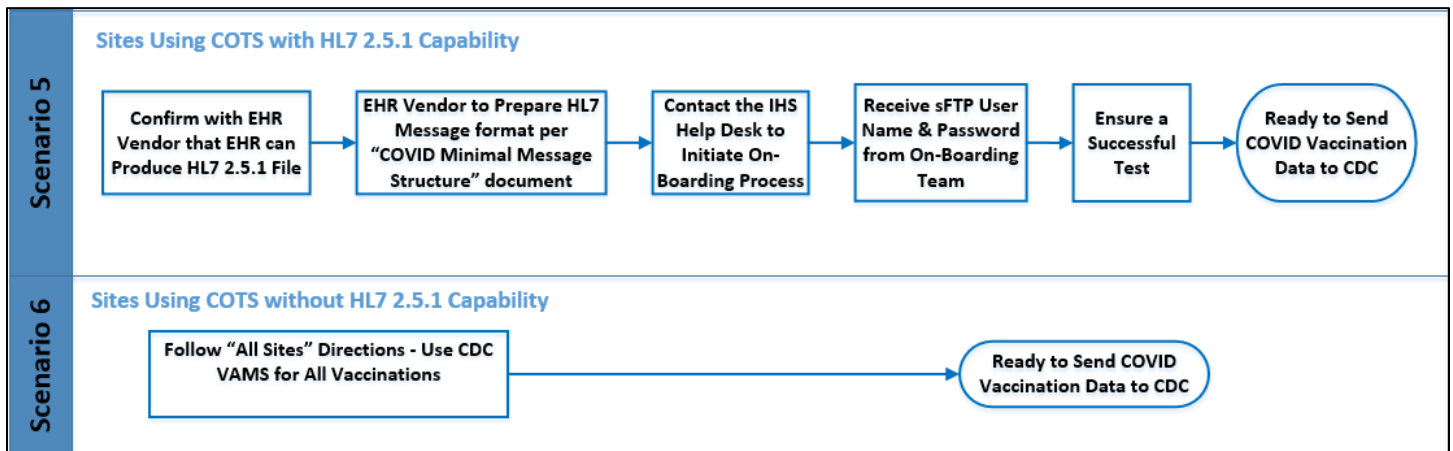 Scenario 5
Sites Using COTS with HL7 2.5.1 Capability
Confirm with EHR
Vendor that EHR can
Produce HL7 2.5.1 File
EHR Vendor to Prepare HL7
Message format per
“COVID Minimal Message
Structure” document
Contact the IHS
Help Desk to
Initiate On-
Boarding Process
Receive sFTP User
Name & Password
from On-Boarding
Team
Ensure a
Successful
Test
Ready to Send
COVID Vaccination
Data to CDC
Scenario 6
Sites Using COTS without HL7 2.5.1 Capability
Follow “All Sites” Directions - Use CDC
VAMS for All Vaccinations
Ready to Send COVID
Vaccination Data to CDC